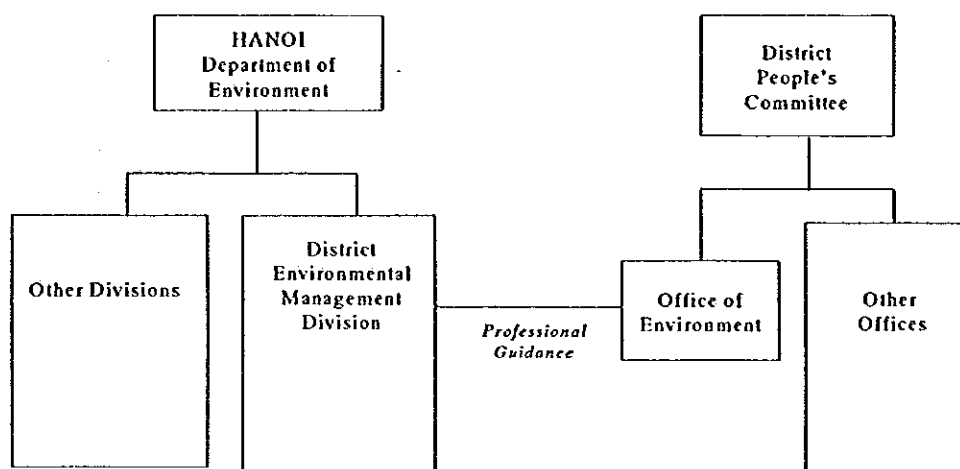 HANOI
Department of
Environment
District
People's
Committee
Other Divisions
District
Environmental
Management
Division
Professional
Guidance
Office of
Environment
Other
Offices